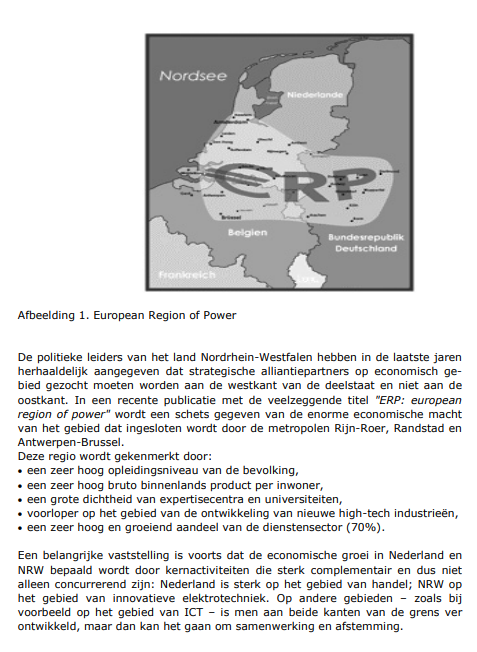 Nordsee
Niederlande
ERP
Brüssel
Belgien
Bundesrepublik
Deutschland
Frankreich
Afbeelding 1. European Region of Power
De politieke leiders van het land Nordrhein-Westfalen hebben in de laatste jaren
herhaaldelijk aangegeven dat strategische alliantiepartners op economisch ge-
bied gezocht moeten worden aan de westkant van de deelstaat en niet aan de
oostkant. In een recente publicatie met de veelzeggende titel "ERP: european
region of power" wordt een schets gegeven van de enorme economische macht
van het gebied dat ingesloten wordt door de metropolen Rijn-Roer, Randstad en
Antwerpen-Brussel.
Deze regio wordt gekenmerkt door:
• een zeer hoog opleidingsniveau van de bevolking,
• een zeer hoog bruto binnenlands product per inwoner,
• een grote dichtheid van expertisecentra en universiteiten,
• voorloper op het gebied van de ontwikkeling van nieuwe high-tech industrieën,
• een zeer hoog en groeiend aandeel van de dienstensector (70%).
Een belangrijke vaststelling is voorts dat de economische groei in Nederland en
NRW bepaald wordt door kernactiviteiten die sterk complementair en dus niet
alleen concurrerend zijn: Nederland is sterk op het gebied van handel; NRW op
het gebied van innovatieve elektrotechniek. Op andere gebieden – zoals bij
voorbeeld op het gebied van ICT – is men aan beide kanten van de grens ver
ontwikkeld, maar dan kan het gaan om samenwerking en afstemming.